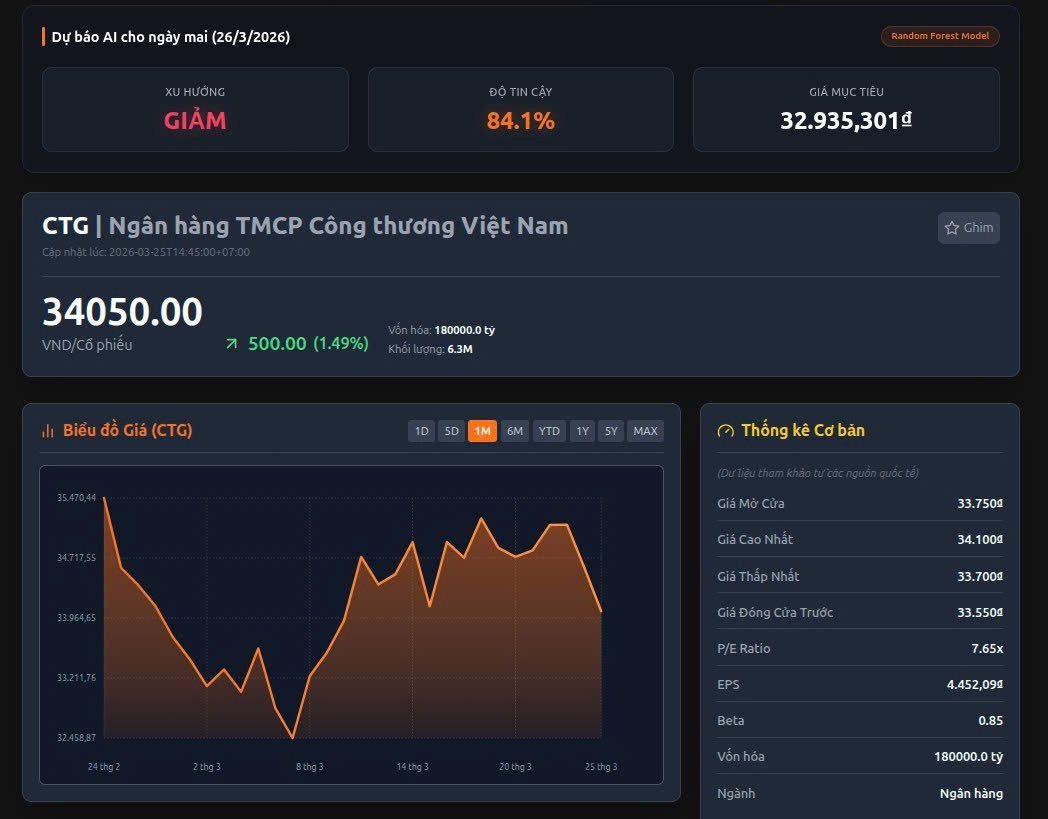 Dự báo AI cho ngày mai (26/3/2026)
Random Forest Model
XU HƯỚNG
GIẢM
ĐỘ TIN CẬY
84.1%
GIÁ MỤC TIÊU
32.935,301₫
CTG | Ngân hàng TMCP Công thương Việt Nam
Cập nhật lúc: 2026-03-25T14:45:00+07:00
Ghim
34050.00
VND/Cổ phiếu
500.00 (1.49%)
Vốn hóa: 180000.0 tỷ
Khối lượng: 6.3M
Biểu đồ Giá (CTG)
1D 5D 1M 6M YTD 1Y 5Y MAX
35.470,44
34.717,55
33.964,65
33.211,76
32.458,87
24 thg 2
2 thg 3
8 thg 3
14 thg 3
20 thg 3
25 thg 3
Thống kê Cơ bản
(Dữ liệu tham khảo từ các nguồn quốc tế)
Giá Mở Cửa 33.750₫
Giá Cao Nhất 34.100₫
Giá Thấp Nhất 33.700₫
Giá Đóng Cửa Trước 33.550₫
P/E Ratio 7.65x
EPS 4.452,09₫
Beta 0.85
Vốn hóa 180000.0 tỷ
Ngành Ngân hàng